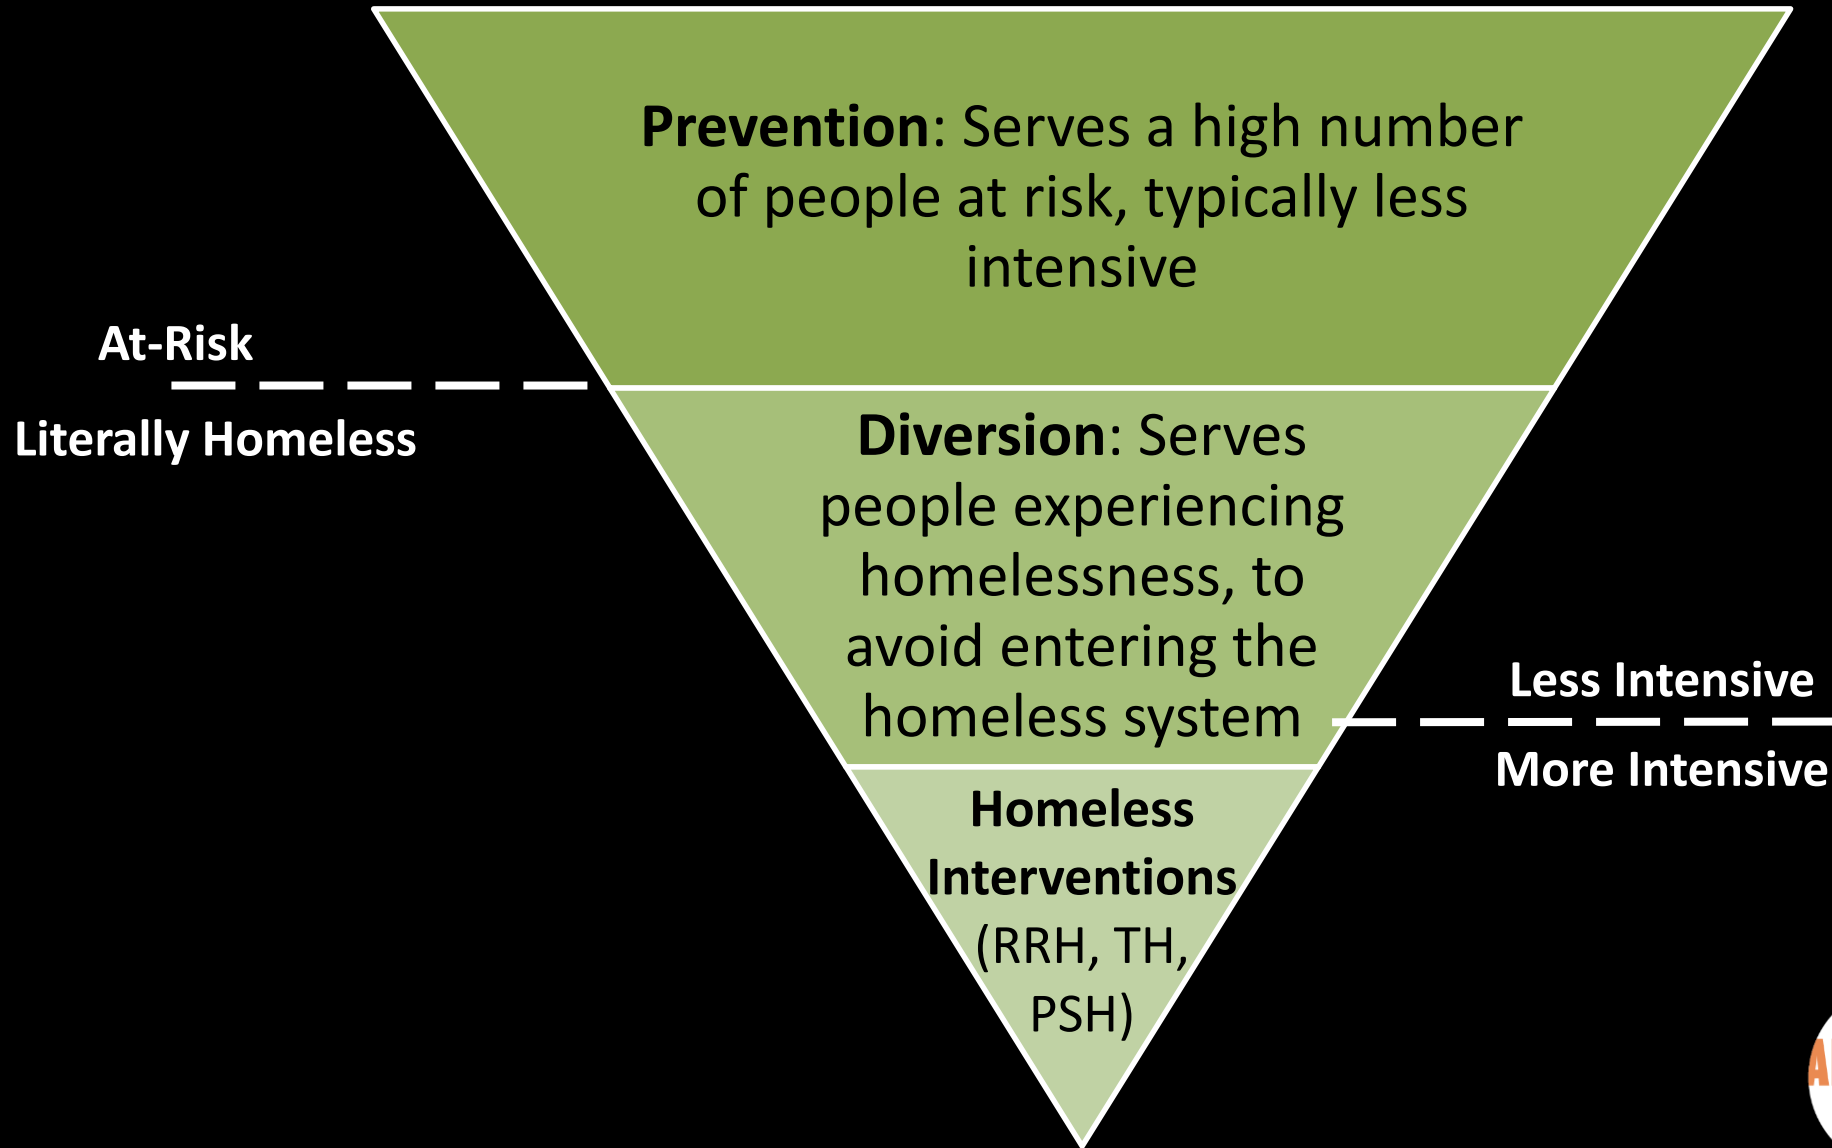 Prevention: Serves a high number
of people at risk, typically less
intensive
At-Risk
Literally Homeless
Diversion: Serves
people experiencing
homelessness, to
avoid entering the
homeless system
Less Intensive
More Intensive
Homeless
Interventions
(RRH, TH,
PSH)